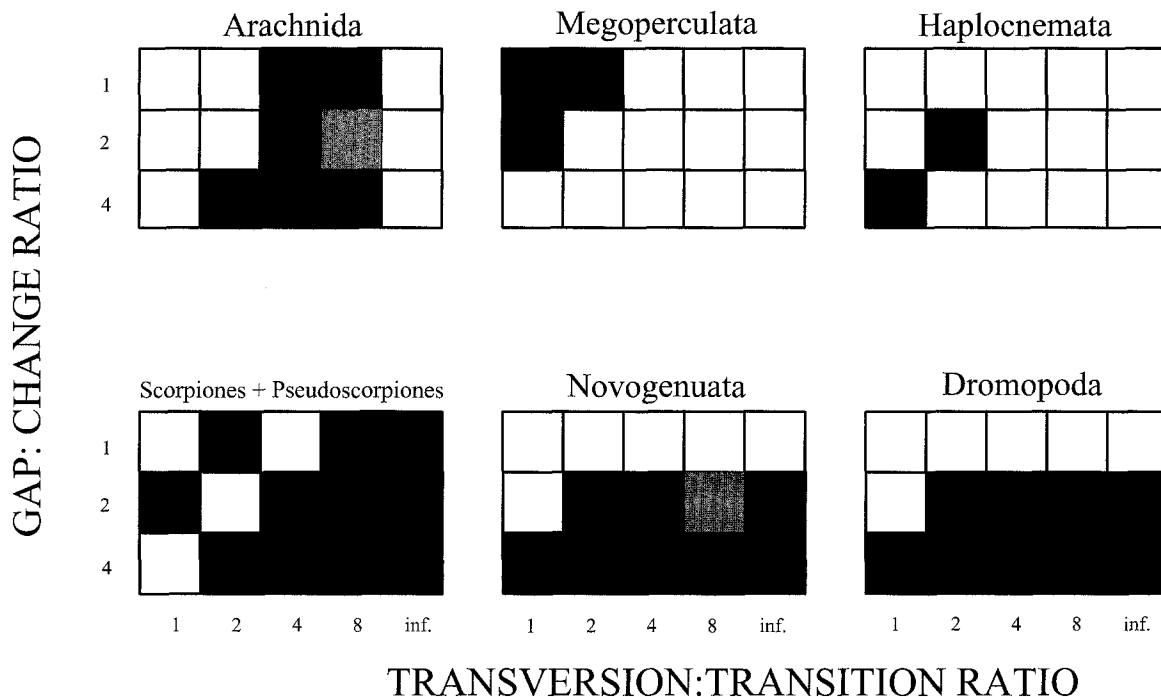 Arachnida Megoperculata Haplocnemata
1
2
4
GAP: CHANGE RATIO
Scorpiones + Pseudoscorpiones Novogenuata Dromopoda
1
2
4
1 2 4 8 inf. 1 2 4 8 inf. 1 2 4 8 inf.
TRANSVERSION:TRANSITION RATIO